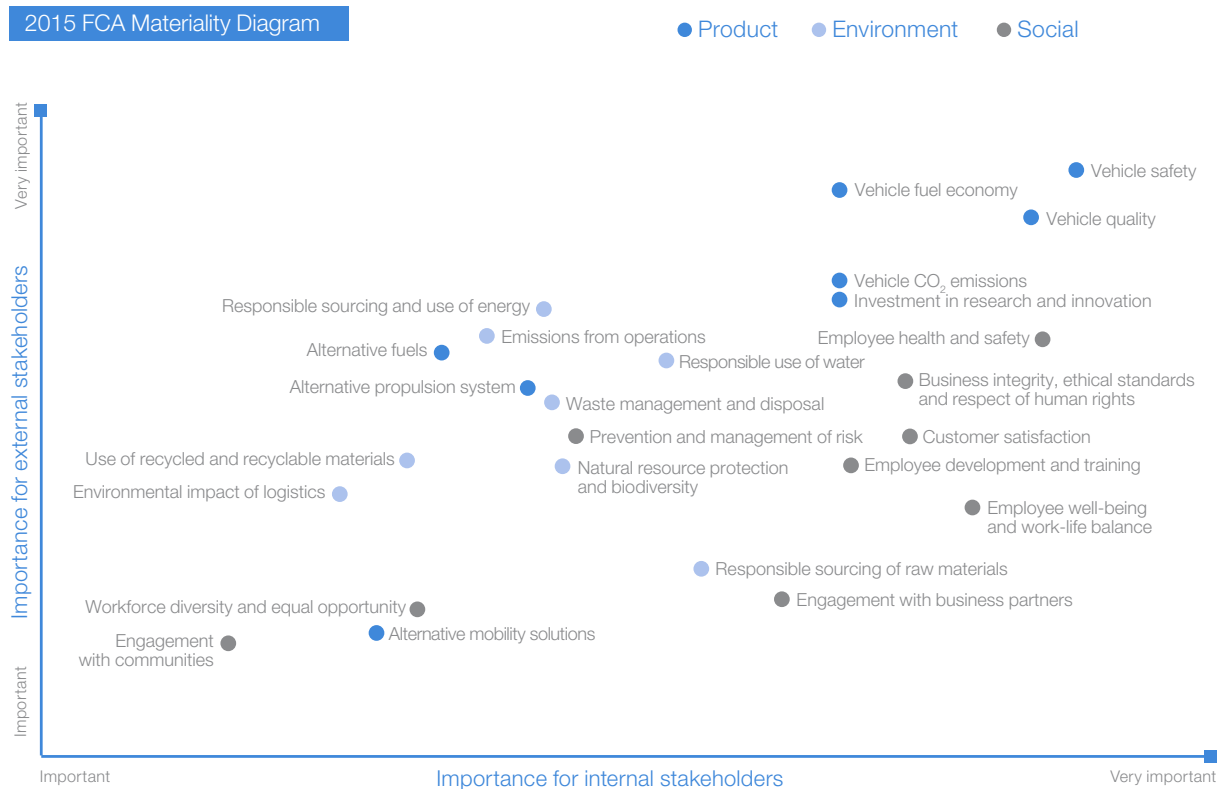 2015 FCA Materiality Diagram
Product
Environment
Social
Very important
Importance for external stakeholders
Important
Vehicle safety
Vehicle fuel economy
Vehicle quality
Vehicle CO₂ emissions
Investment in research and innovation
Responsible sourcing and use of energy
Emissions from operations
Employee health and safety
Alternative fuels
Responsible use of water
Alternative propulsion system
Business integrity, ethical standards
and respect of human rights
Waste management and disposal
Prevention and management of risk
Customer satisfaction
Use of recycled and recyclable materials
Natural resource protection
and biodiversity
Employee development and training
Environmental impact of logistics
Employee well-being
and work-life balance
Responsible sourcing of raw materials
Engagement with business partners
Workforce diversity and equal opportunity
Alternative mobility solutions
Engagement
with communities
Important
Importance for internal stakeholders
Very important